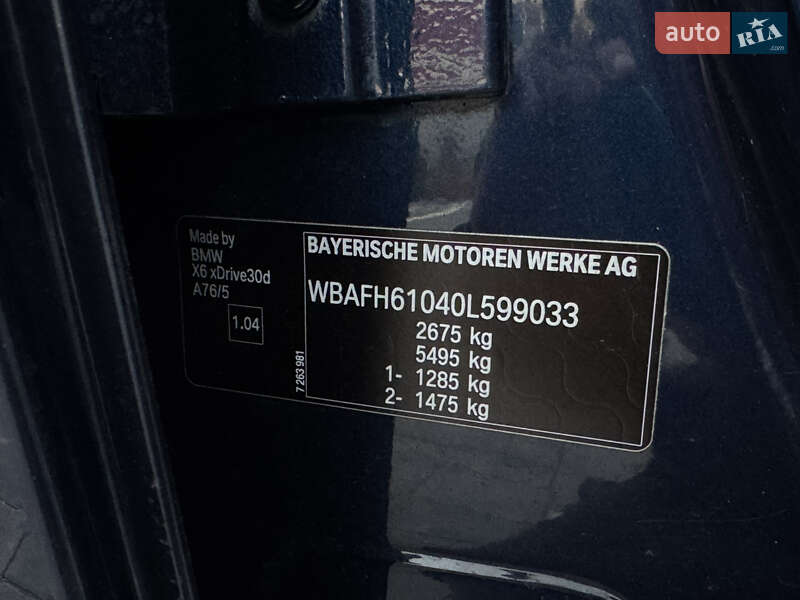 auto RIA
Made by
BMW
X6 xDrive30d
A76/5
1.04
7 263 981
BAYERISCHE MOTOREN WERKE AG
WBAFH61040L599033
2675 kg
5495 kg
1- 1285 kg
2- 1475 kg